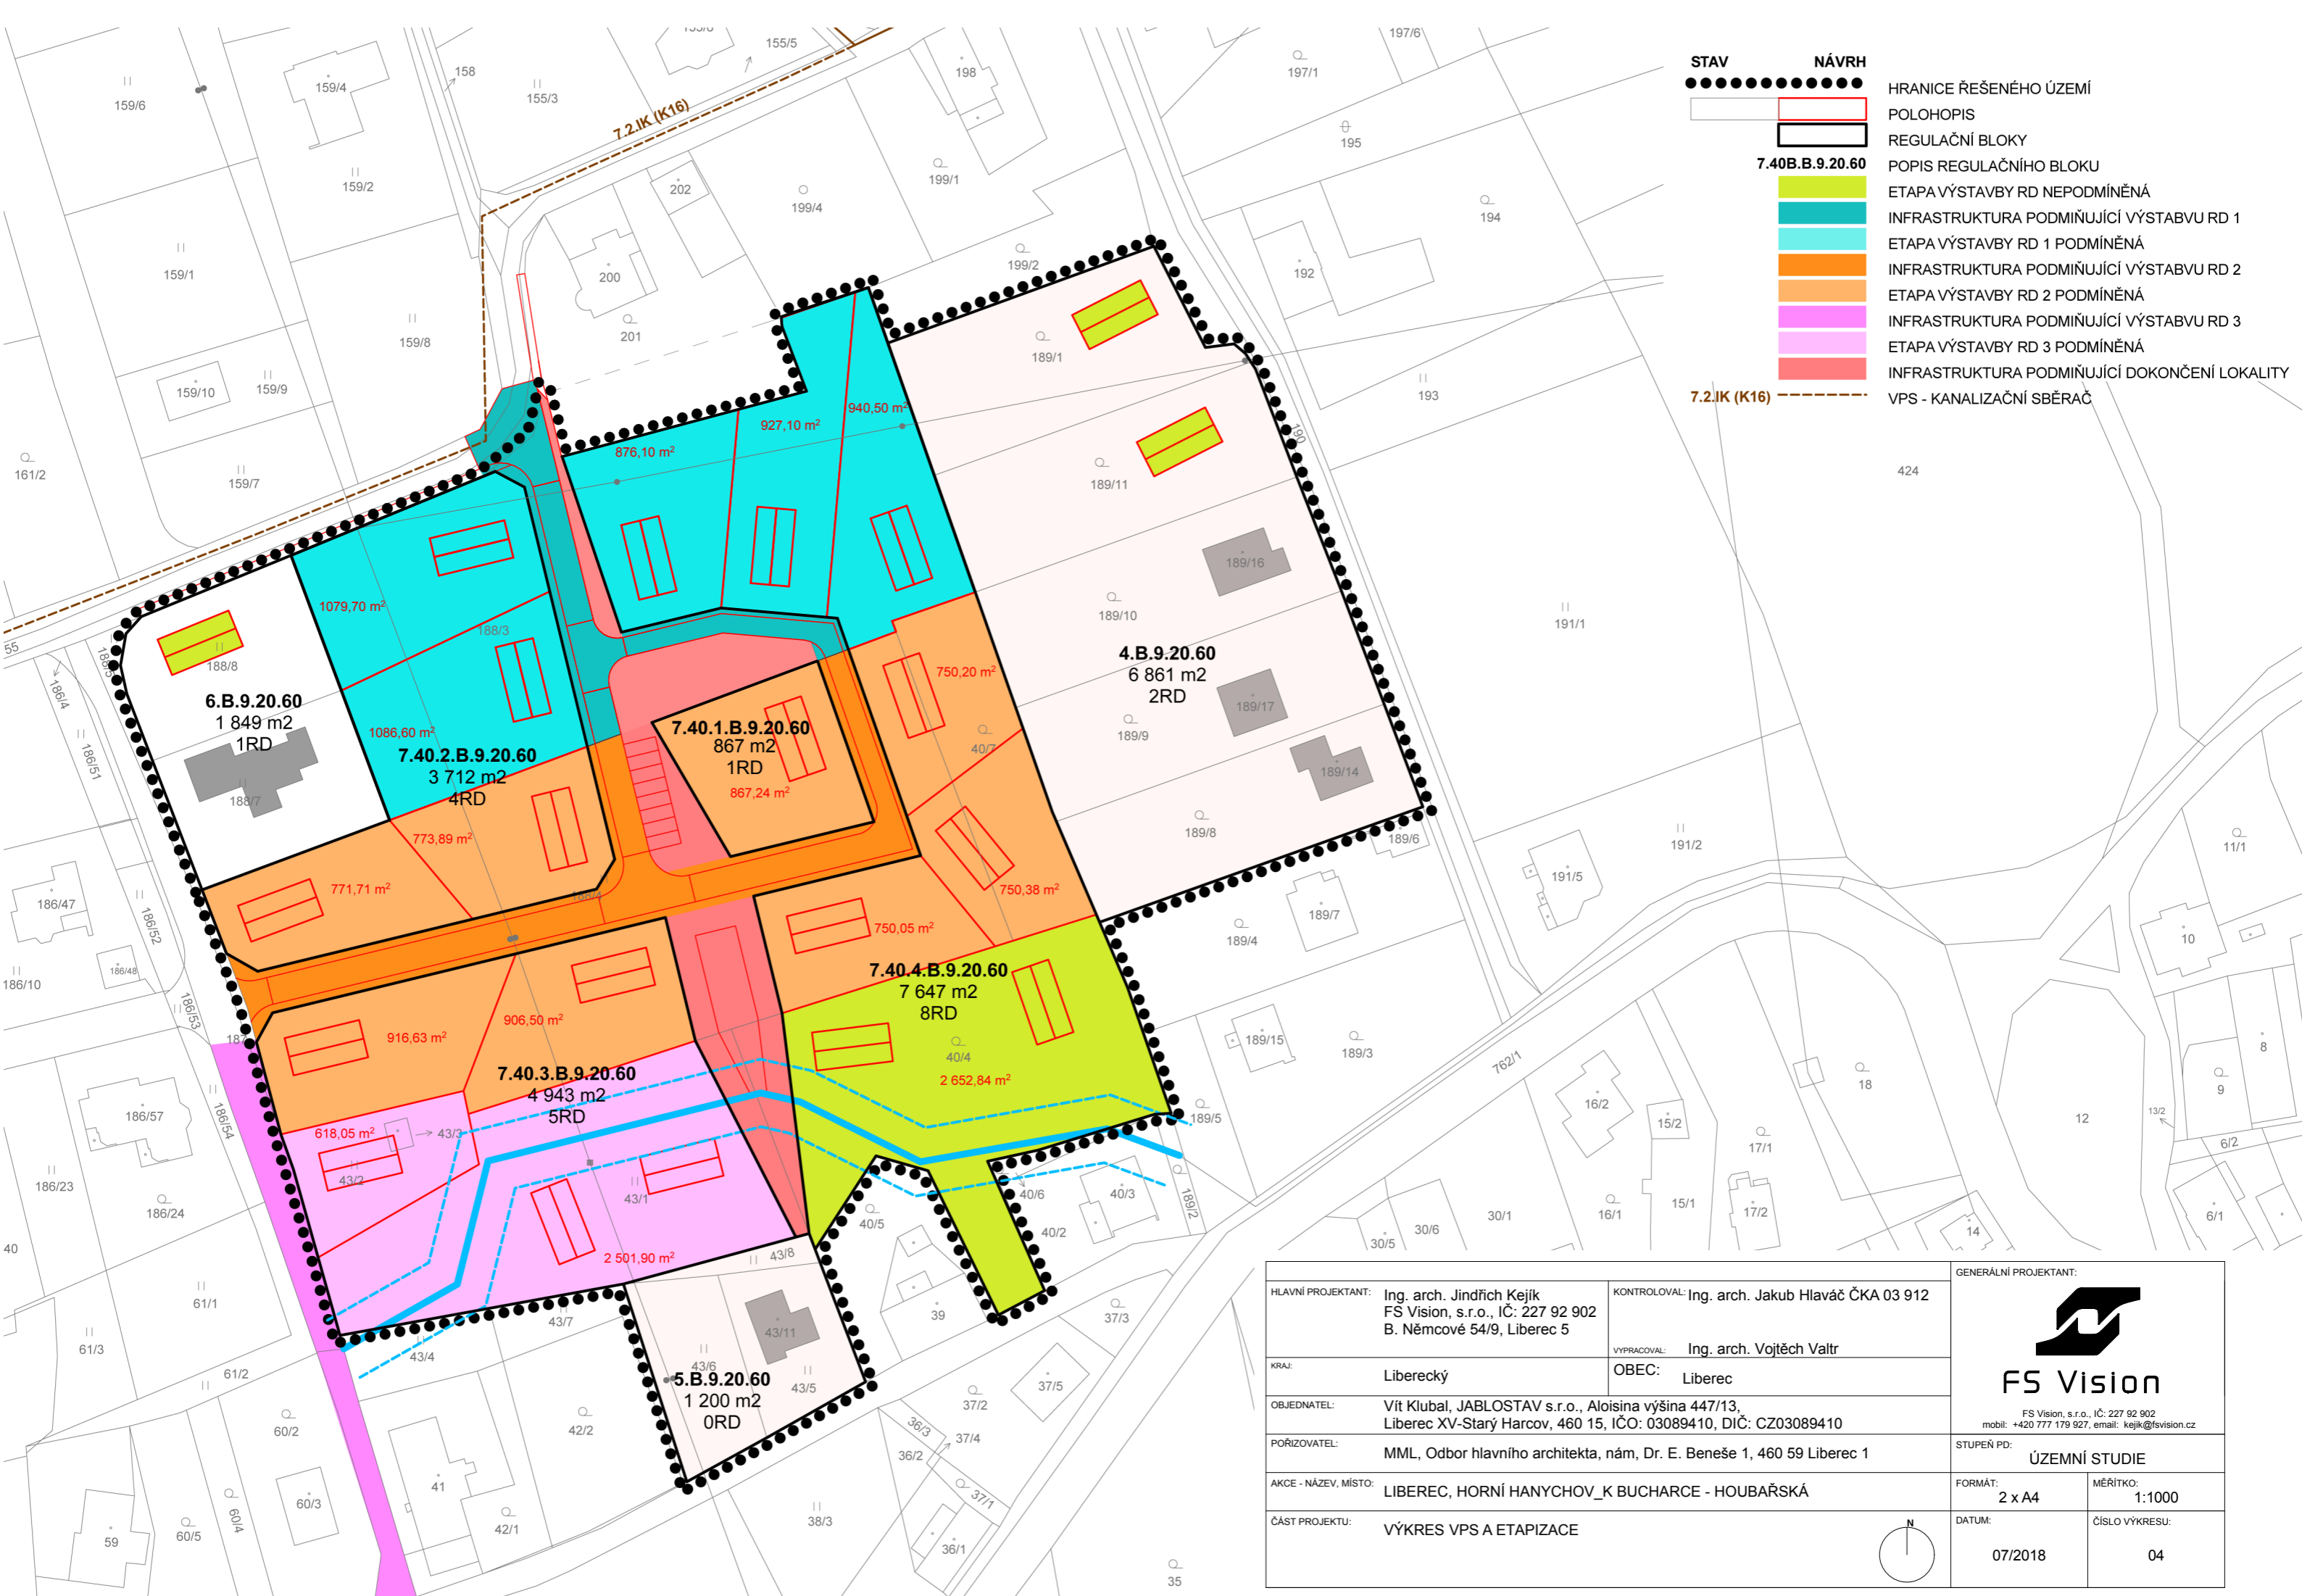 STAV NÁVRH
HRANICE ŘEŠENÉHO ÚZEMÍ
POLOHOPIS
REGULAČNÍ BLOKY
7.40B.B.9.20.60 POPIS REGULAČNÍHO BLOKU
ETAPA VÝSTAVBY RD NEPODMÍNĚNÁ
INFRASTRUKTURA PODMIŇUJÍCÍ VÝSTABVU RD 1
ETAPA VÝSTAVBY RD 1 PODMÍNĚNÁ
INFRASTRUKTURA PODMIŇUJÍCÍ VÝSTABVU RD 2
ETAPA VÝSTAVBY RD 2 PODMÍNĚNÁ
INFRASTRUKTURA PODMIŇUJÍCÍ VÝSTABVU RD 3
ETAPA VÝSTAVBY RD 3 PODMÍNĚNÁ
INFRASTRUKTURA PODMIŇUJÍCÍ DOKONČENÍ LOKALITY
7.2.IK (K16) VPS - KANALIZAČNÍ SBĚRAČ
7.2.IK (K16)
155/5
197/6
158
159/4
159/6
155/3
198
197/1
195
199/1
159/2
202
199/4
194
159/1
200
199/2
192
201
189/1
159/8
159/10
159/9
193
940,50 m²
927,10 m²
876,10 m²
190
161/2
159/7
189/11
424
189/16
1079,70 m²
188/3
189/10
191/1
55
188/8
188/5
186/4
4.B.9.20.60
6 861 m2
2RD
750,20 m²
6.B.9.20.60
1 849 m2
1RD
189/17
1086,60 m²
7.40.1.B.9.20.60
867 m2
1RD
867,24 m²
40/7
189/9
186/51
7.40.2.B.9.20.60
3 712 m2
4RD
188/7
189/14
773,89 m²
189/8
189/6
191/2
11/1
191/5
771,71 m²
750,38 m²
186/47
186/52
189/7
750,05 m²
189/4
10
186/48
186/10
7.40.4.B.9.20.60
7 647 m2
8RD
186/53
906,50 m²
916,63 m²
187
189/15
189/3
40/4
2 652,84 m²
762/1
18
8
9
7.40.3.B.9.20.60
4 943 m2
5RD
16/2
15/2
17/1
12
13/2
6/2
186/57
186/54
618,05 m²
43/3
189/5
43/2
186/23
186/24
43/1
40/6
40/3
189/2
40/5
40/2
30/6
30/1
16/1
15/1
17/2
6/1
14
30/5
40
2 501,90 m²
43/8
61/1
43/7
39
37/3
61/3
43/4
43/11
61/2
43/6
43/5
5.B.9.20.60
1 200 m2
0RD
37/5
37/2
60/2
42/2
36/3
37/4
36/2
41
60/3
37/1
60/4
60/5
42/1
38/3
59
36/1
35
HLAVNÍ PROJEKTANT: Ing. arch. Jindřich Kejík
FS Vision, s.r.o., IČ: 227 92 902
B. Němcové 54/9, Liberec 5
KONTROLOVAL: Ing. arch. Jakub Hlaváč ČKA 03 912
VYPRACOVAL: Ing. arch. Vojtěch Valtr
GENERÁLNÍ PROJEKTANT:
FS Vision
FS Vision, s.r.o., IČ: 227 92 902
mobil: +420 777 179 927, email: kejik@fsvision.cz
KRAJ: Liberecký
OBEC: Liberec
OBJEDNATEL: Vít Klubal, JABLOSTAV s.r.o., Aloisina výšina 447/13,
Liberec XV-Starý Harcov, 460 15, IČO: 03089410, DIČ: CZ03089410
POŘIZOVATEL: MML, Odbor hlavního architekta, nám, Dr. E. Beneše 1, 460 59 Liberec 1
STUPEŇ PD: ÚZEMNÍ STUDIE
AKCE - NÁZEV, MÍSTO: LIBEREC, HORNÍ HANYCHOV_K BUCHARCE - HOUBAŘSKÁ
FORMÁT: 2 x A4
MĚŘÍTKO: 1:1000
ČÁST PROJEKTU: VÝKRES VPS A ETAPIZACE
N
DATUM: 07/2018
ČÍSLO VÝKRESU: 04